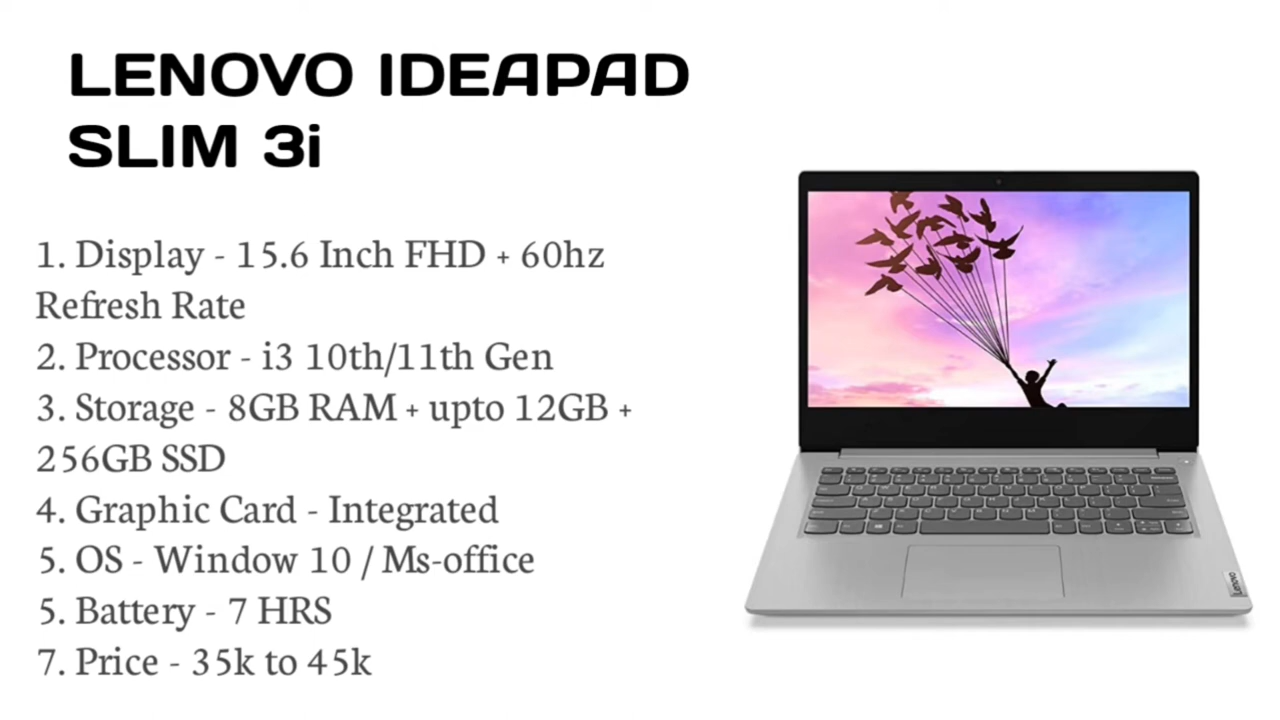 LENOVO IDEAPAD
SLIM 3i
1. Display - 15.6 Inch FHD + 60hz
Refresh Rate
2. Processor - i3 10th/11th Gen
3. Storage - 8GB RAM + upto 12GB +
256GB SSD
4. Graphic Card - Integrated
5. OS - Window 10 / Ms-office
5. Battery - 7 HRS
7. Price - 35k to 45k
Lenovo